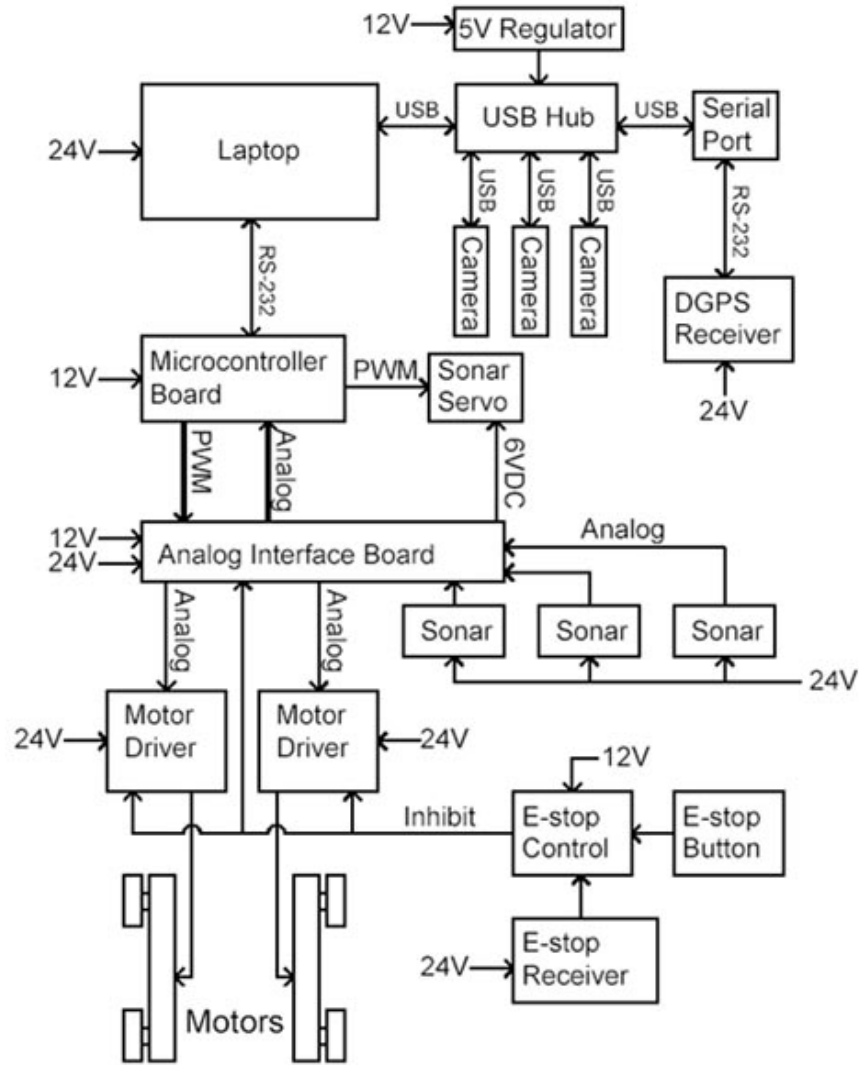 12V
5V Regulator
24V
Laptop
USB
USB Hub
USB
Serial
Port
USB
USB
USB
RS-232
RS-232
Camera
Camera
Camera
DGPS
Receiver
24V
12V
Microcontroller
Board
PWM
Sonar
Servo
PWM
Analog
6VDC
12V
24V
Analog Interface Board
Analog
Analog
Analog
Sonar
Sonar
Sonar
24V
24V
Motor
Driver
Motor
Driver
24V
12V
Inhibit
E-stop
Control
E-stop
Button
24V
E-stop
Receiver
Motors